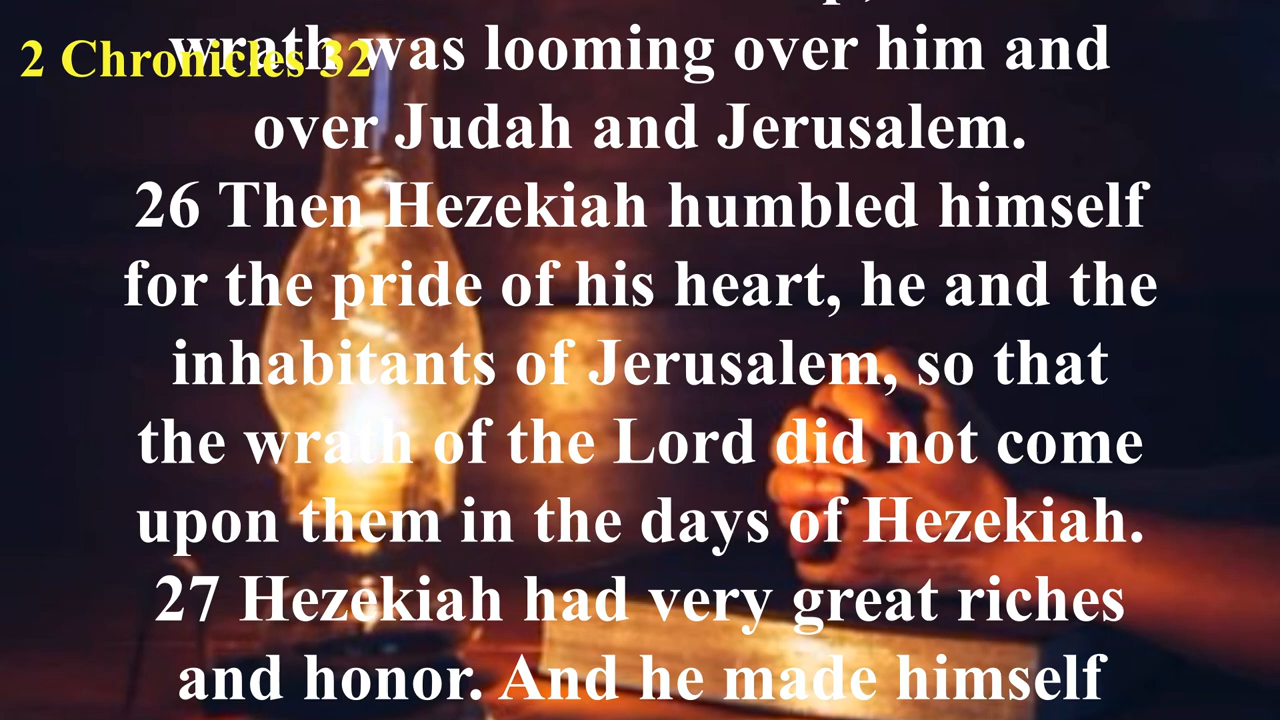 2 Chronicles 32
wrath was looming over him and
over Judah and Jerusalem.
26 Then Hezekiah humbled himself
for the pride of his heart, he and the
inhabitants of Jerusalem, so that
the wrath of the Lord did not come
upon them in the days of Hezekiah.
27 Hezekiah had very great riches
and honor. And he made himself